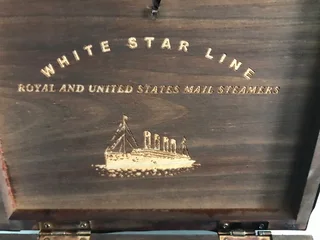 WHITE STAR LINE
ROYAL AND UNITED STATES MAIL STEAMERS